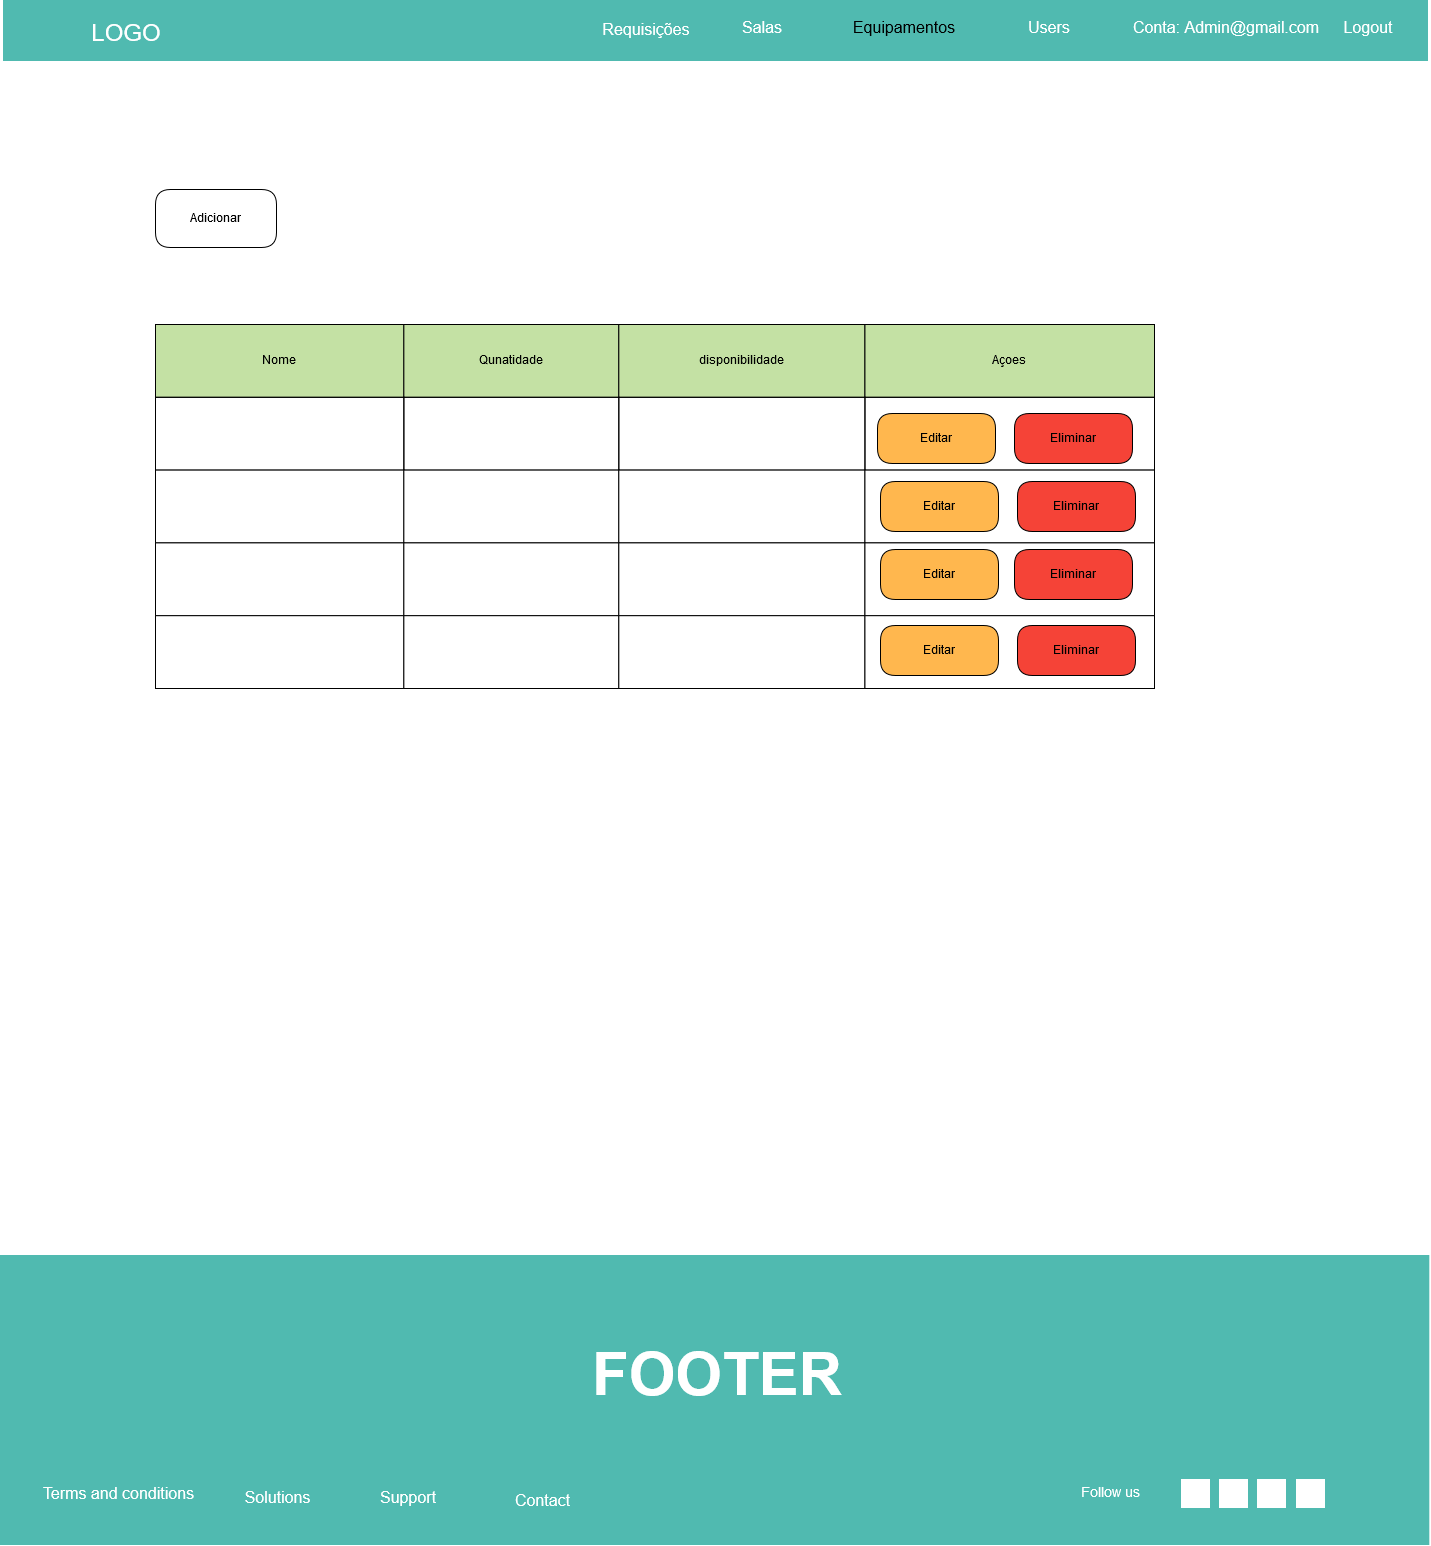 LOGO
Requisições Salas Equipamentos Users Conta: Admin@gmail.com Logout
Adicionar
Nome Qunatidade disponibilidade Açoes
Editar Eliminar
Editar Eliminar
Editar Eliminar
Editar Eliminar
FOOTER
Terms and conditions Solutions Support Contact Follow us